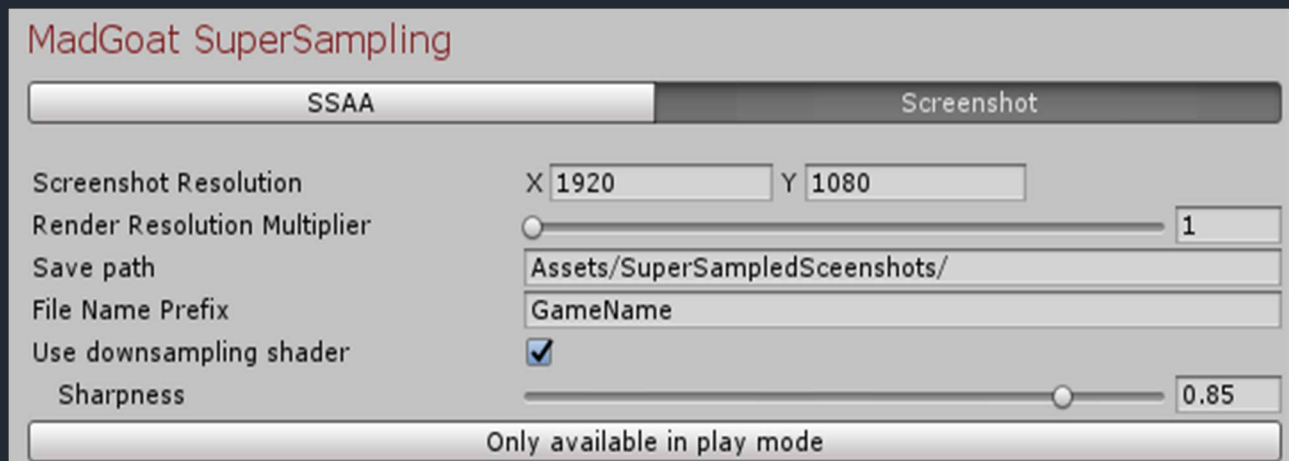 MadGoat SuperSampling
SSAA Screenshot
Screenshot Resolution X 1920 Y 1080
Render Resolution Multiplier 1
Save path Assets/SuperSampledSceenshots/
File Name Prefix GameName
Use downsampling shader
Sharpness 0.85
Only available in play mode